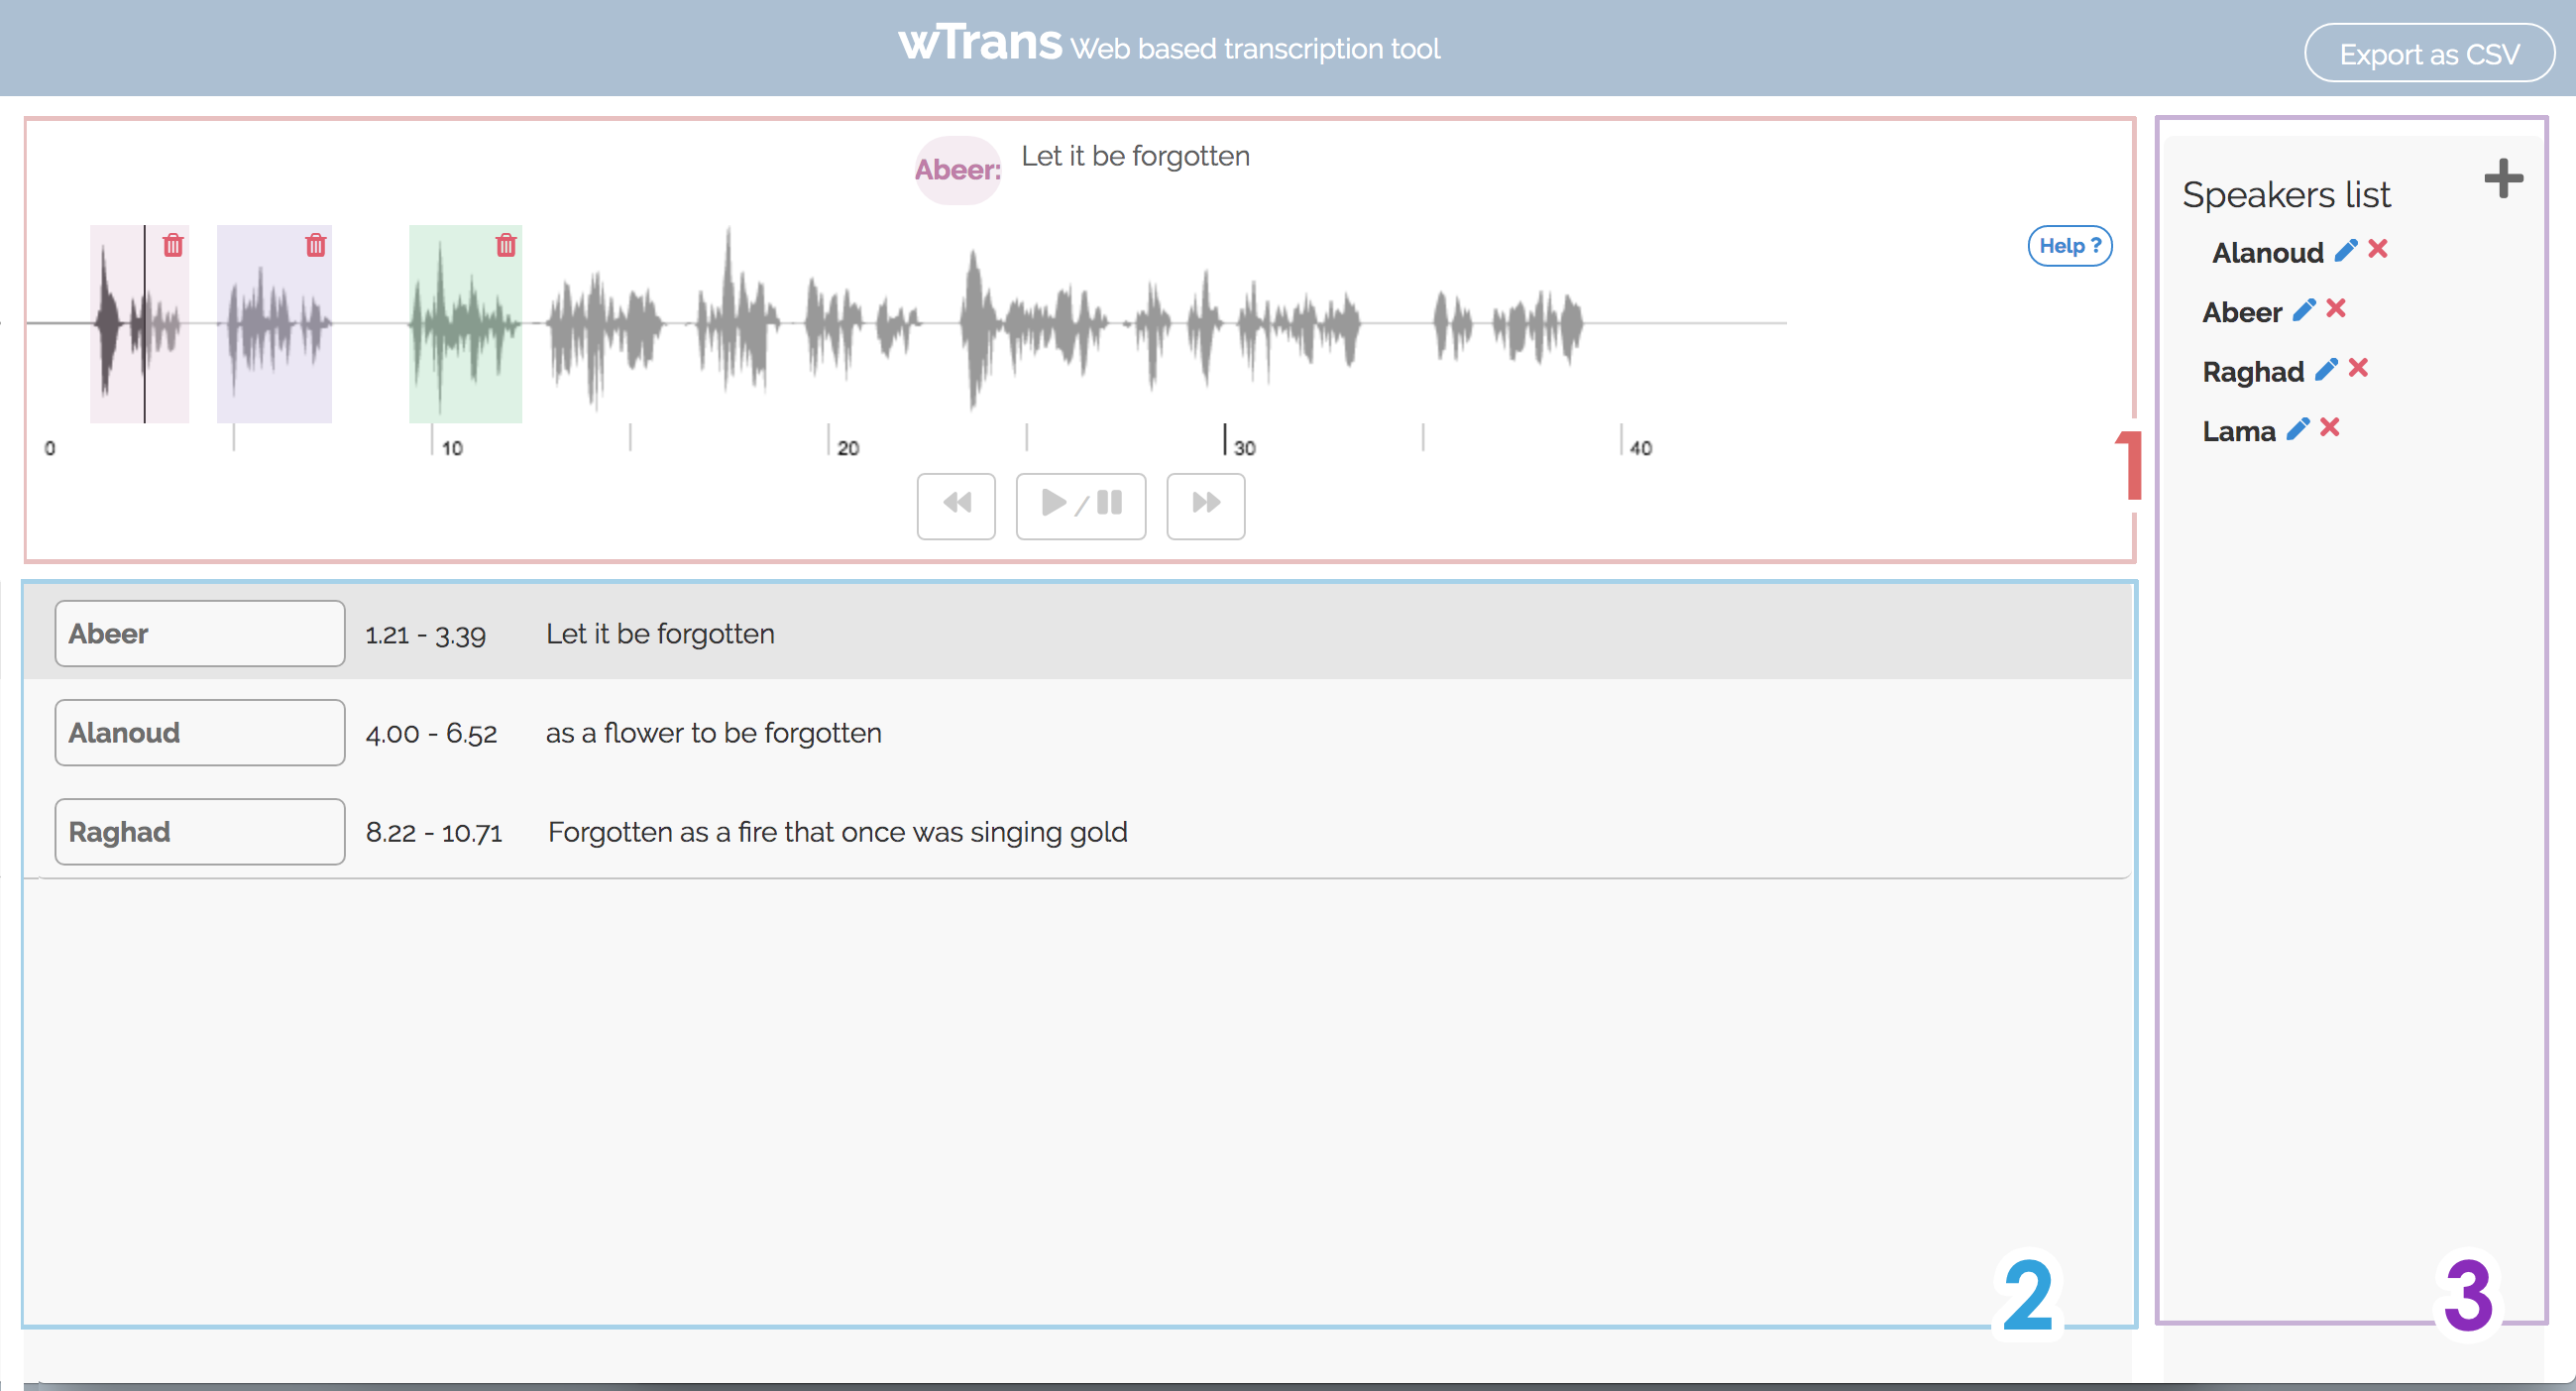 wTrans Web based transcription tool
Export as CSV
Abeer: Let it be forgotten
Help ?
0 10 20 30 40
1
Abeer 1.21 - 3.39 Let it be forgotten
Alanoud 4.00 - 6.52 as a flower to be forgotten
Raghad 8.22 - 10.71 Forgotten as a fire that once was singing gold
2
Speakers list
Alanoud
Abeer
Raghad
Lama
3